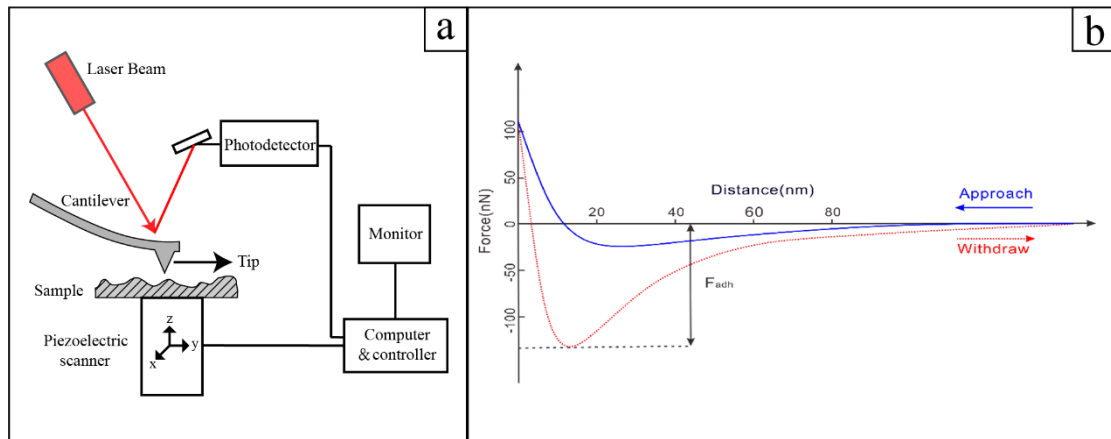 a
Laser Beam
Photodetector
Cantilever
Monitor
Tip
Sample
Piezoelectric
scanner
z
y
x
Computer
& controller
b
100
50
0
-50
-100
Force(nN)
Distance(nm)
20
40
60
80
Approach
Withdraw
Fadh